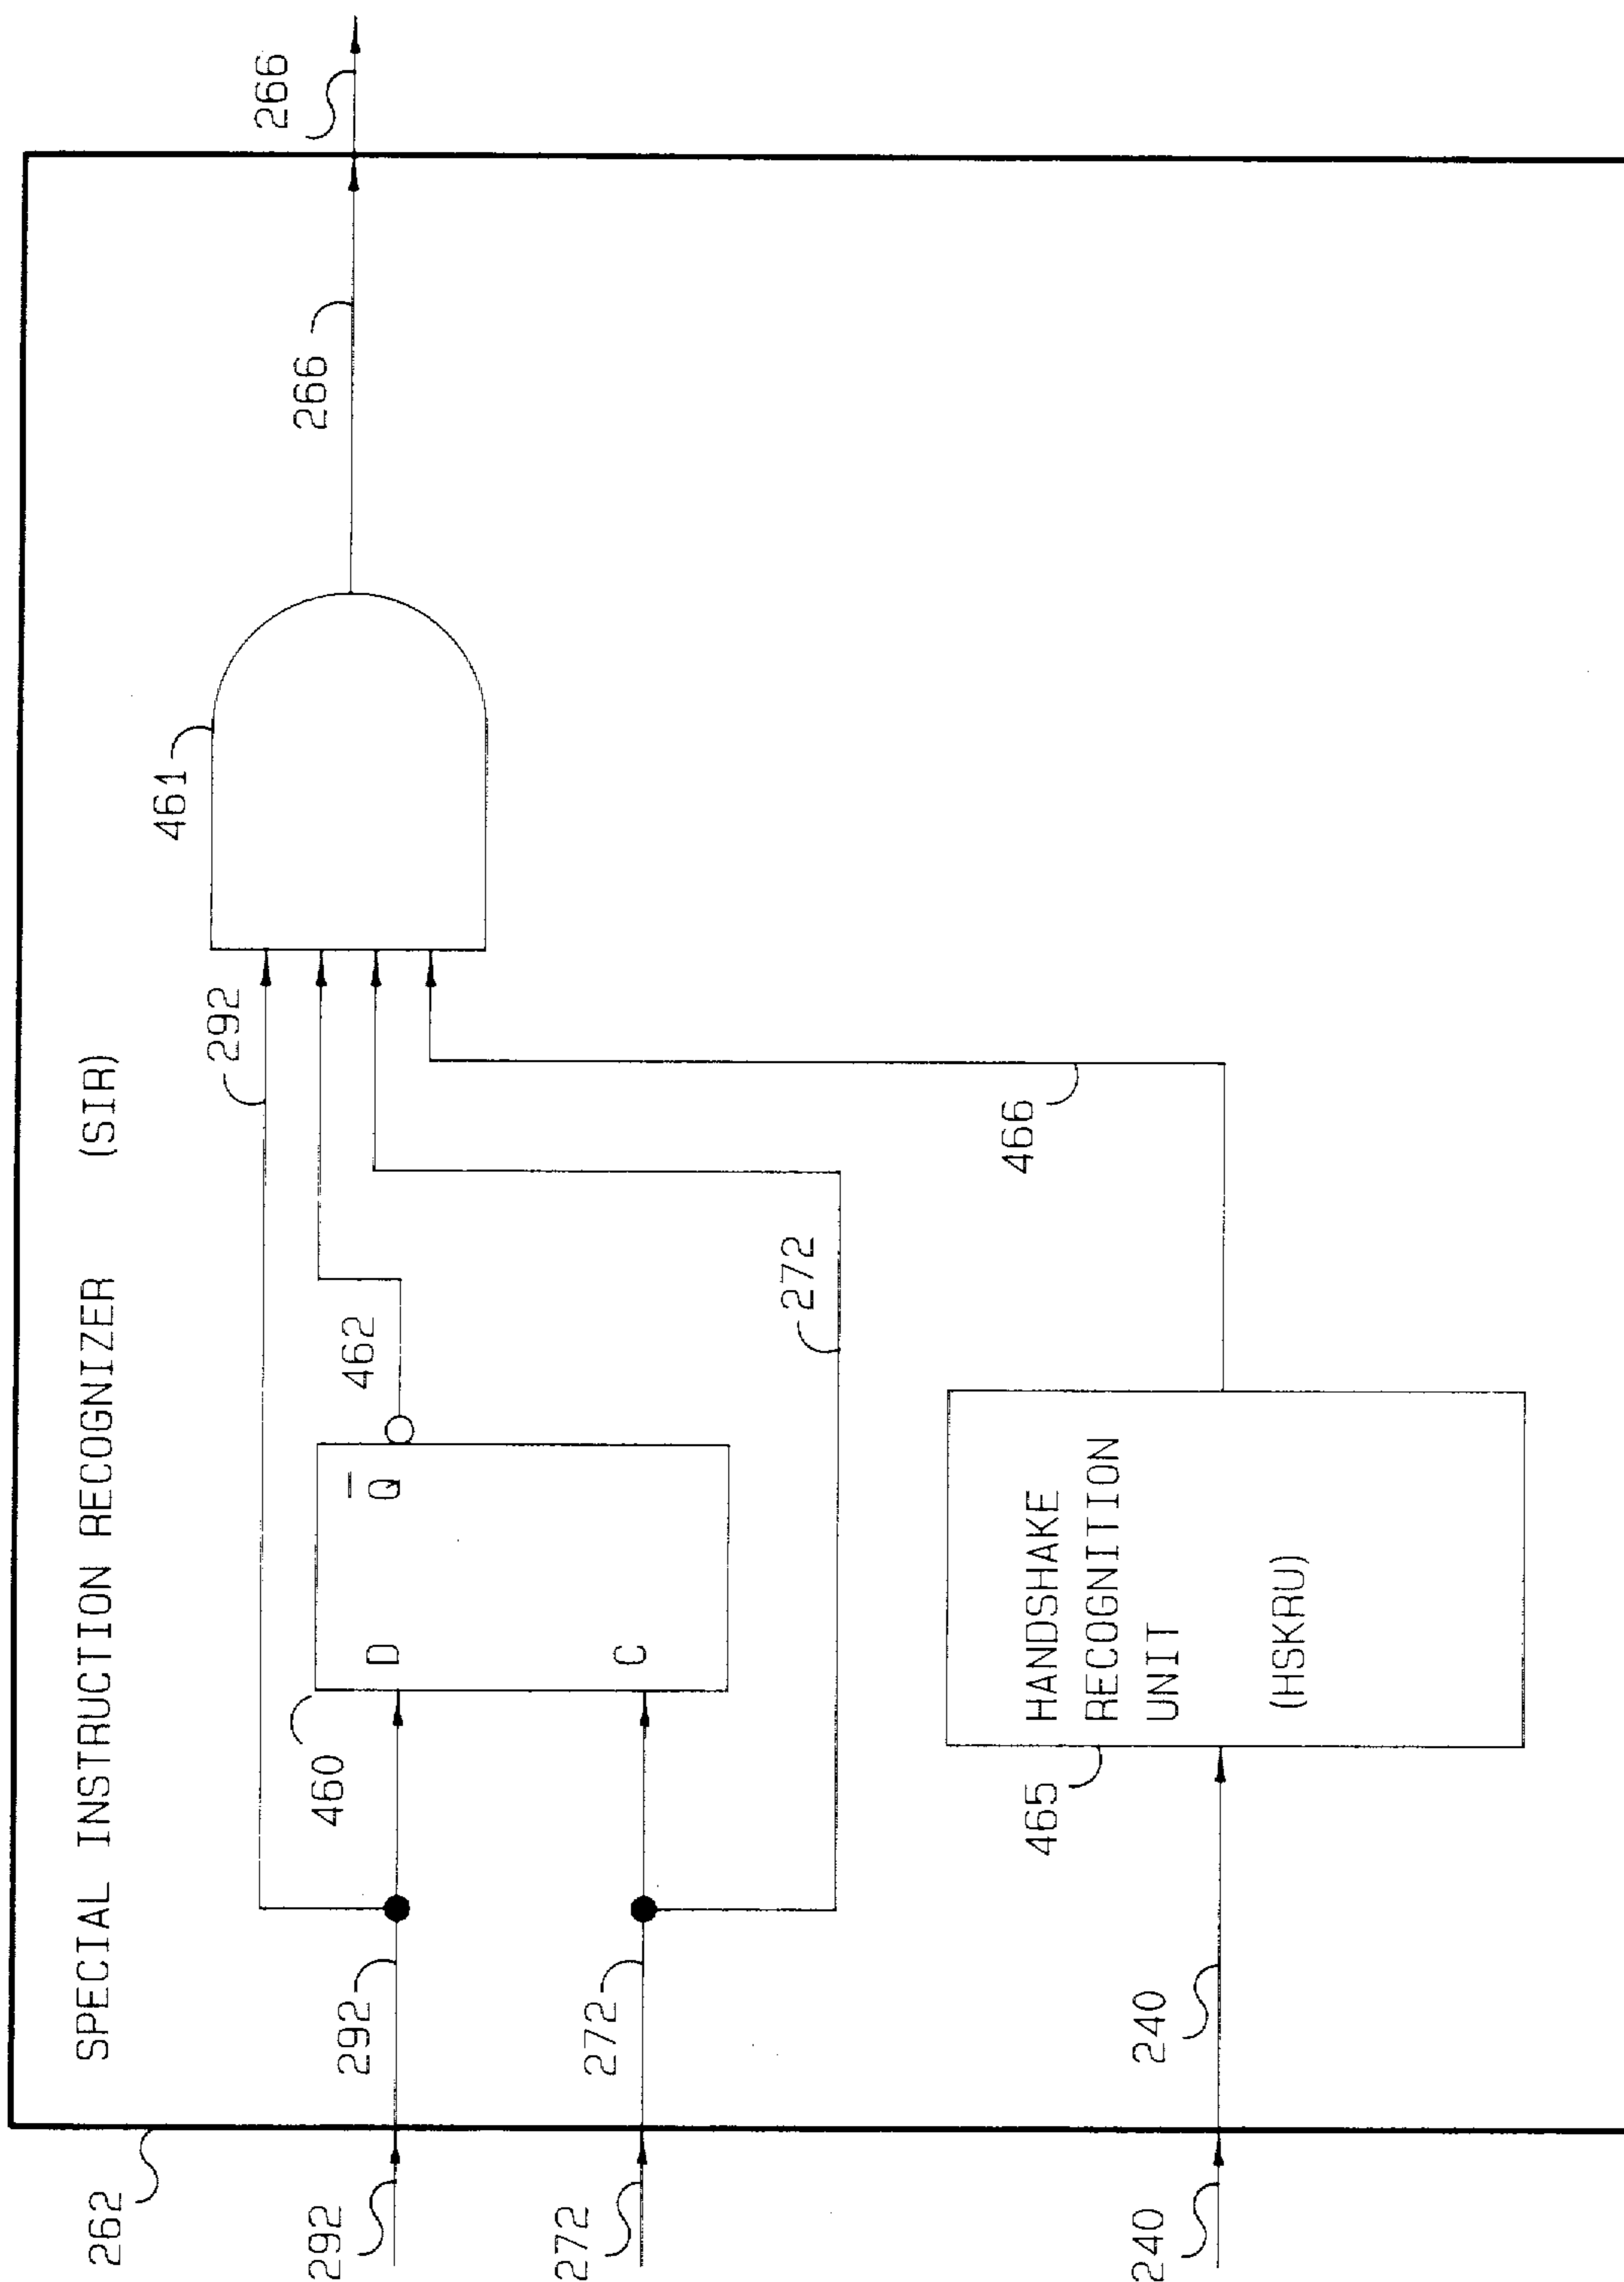 262
SPECIAL INSTRUCTION RECOGNIZER (SIR)
292
292
292
460
D
Q̅
462
461
266
266
272
272
C
272
466
240
240
465
HANDSHAKE
RECOGNITION
UNIT
(HSKRU)